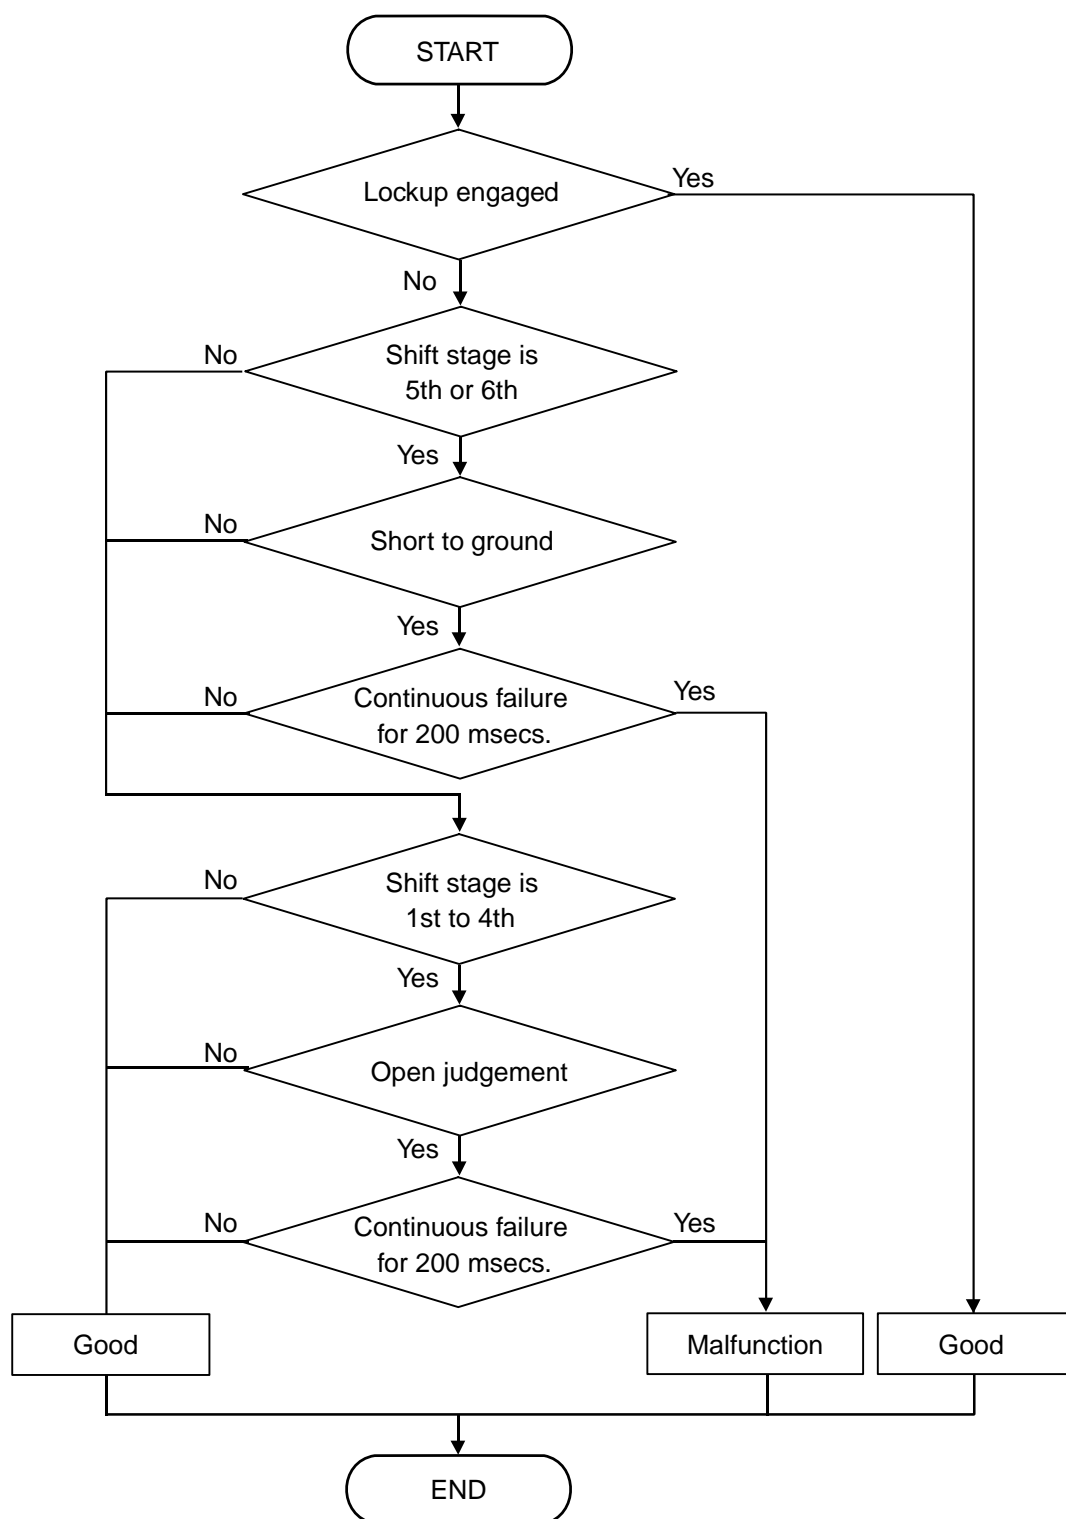 START
Lockup engaged
Yes
No
Shift stage is
5th or 6th
No
Yes
Short to ground
No
Yes
Continuous failure
for 200 msecs.
No
Yes
Shift stage is
1st to 4th
No
Yes
Open judgement
No
Yes
Continuous failure
for 200 msecs.
No
Yes
Good
Malfunction
Good
END